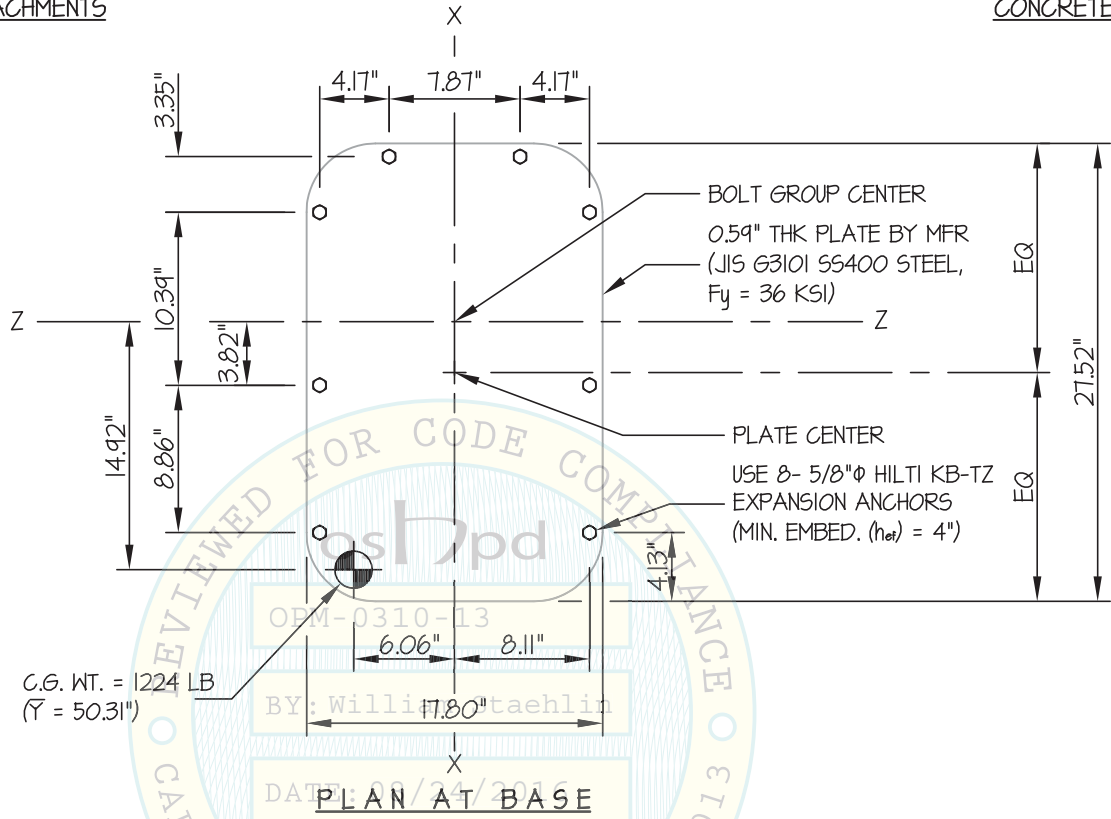 ACHMENTS
CONCRETE
X
4.17" 7.87" 4.17"
3.35"
BOLT GROUP CENTER
0.59" THK PLATE BY MFR
(JIS G3101 SS400 STEEL,
Fy = 36 KSI)
EQ
10.39"
Z
Z
3.82"
27.52"
14.92"
8.86"
PLATE CENTER
USE 8- 5/8"Φ HILTI KB-TZ
EXPANSION ANCHORS
(MIN. EMBED. (hef) = 4")
EQ
4.13"
REVIEWED FOR CODE COMPLIANCE
oshpd
OPM-0310-13
6.06" 8.11"
C.G. WT. = 1224 LB
(Y̅ = 50.31")
BY: William Staehlin
17.80"
X
DATE: 08/24/2016
PLAN AT BASE
CA
013